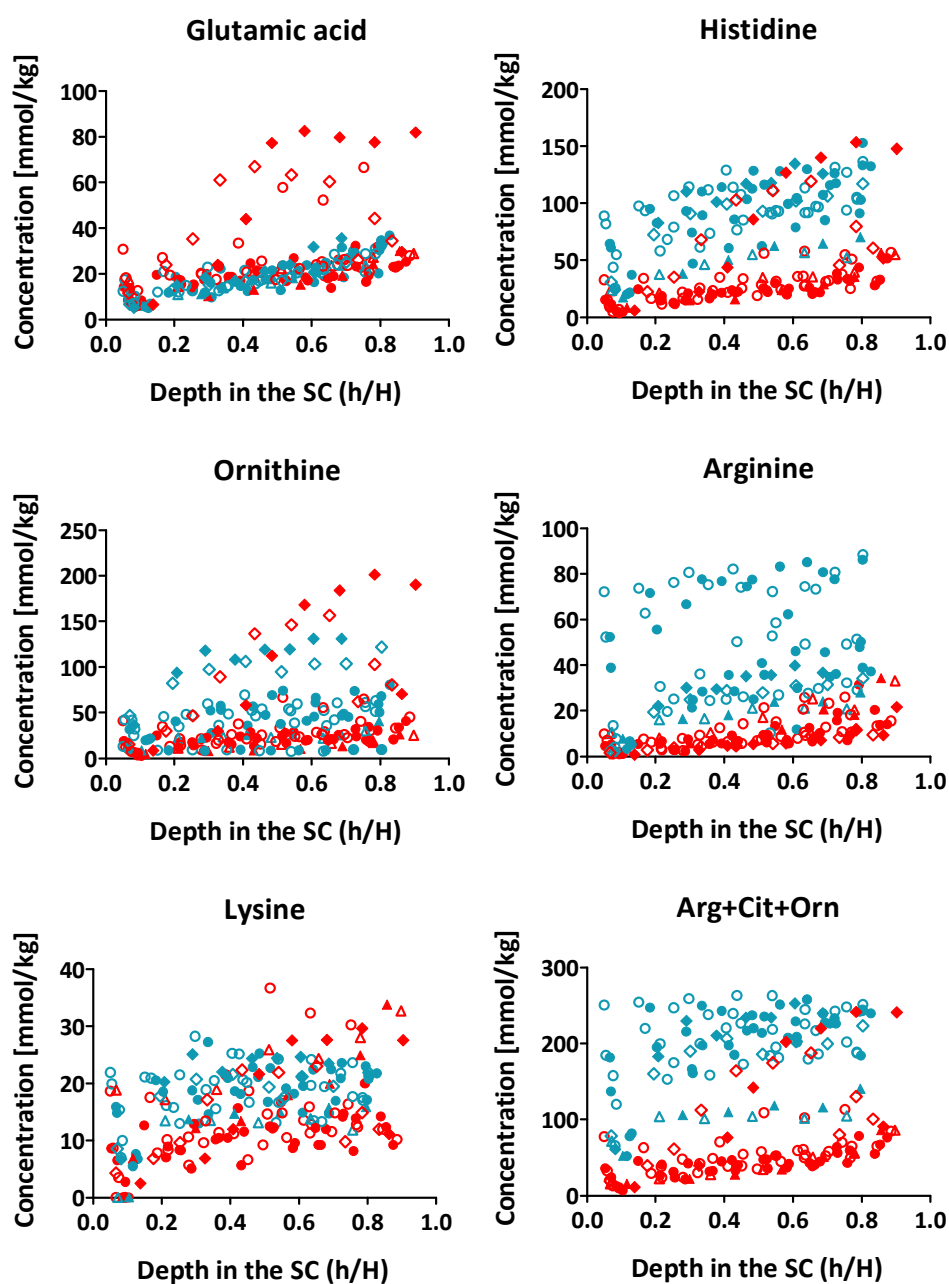 Glutamic acid
Concentration [mmol/kg]
100
80
60
40
20
0
0.0 0.2 0.4 0.6 0.8 1.0
Depth in the SC (h/H)
Histidine
Concentration [mmol/kg]
200
150
100
50
0
0.0 0.2 0.4 0.6 0.8 1.0
Depth in the SC (h/H)
Ornithine
Concentration [mmol/kg]
250
200
150
100
50
0
0.0 0.2 0.4 0.6 0.8 1.0
Depth in the SC (h/H)
Arginine
Concentration [mmol/kg]
100
80
60
40
20
0
0.0 0.2 0.4 0.6 0.8 1.0
Depth in the SC (h/H)
Lysine
Concentration [mmol/kg]
40
30
20
10
0
0.0 0.2 0.4 0.6 0.8 1.0
Depth in the SC (h/H)
Arg+Cit+Orn
Concentration [mmol/kg]
300
200
100
0
0.0 0.2 0.4 0.6 0.8 1.0
Depth in the SC (h/H)